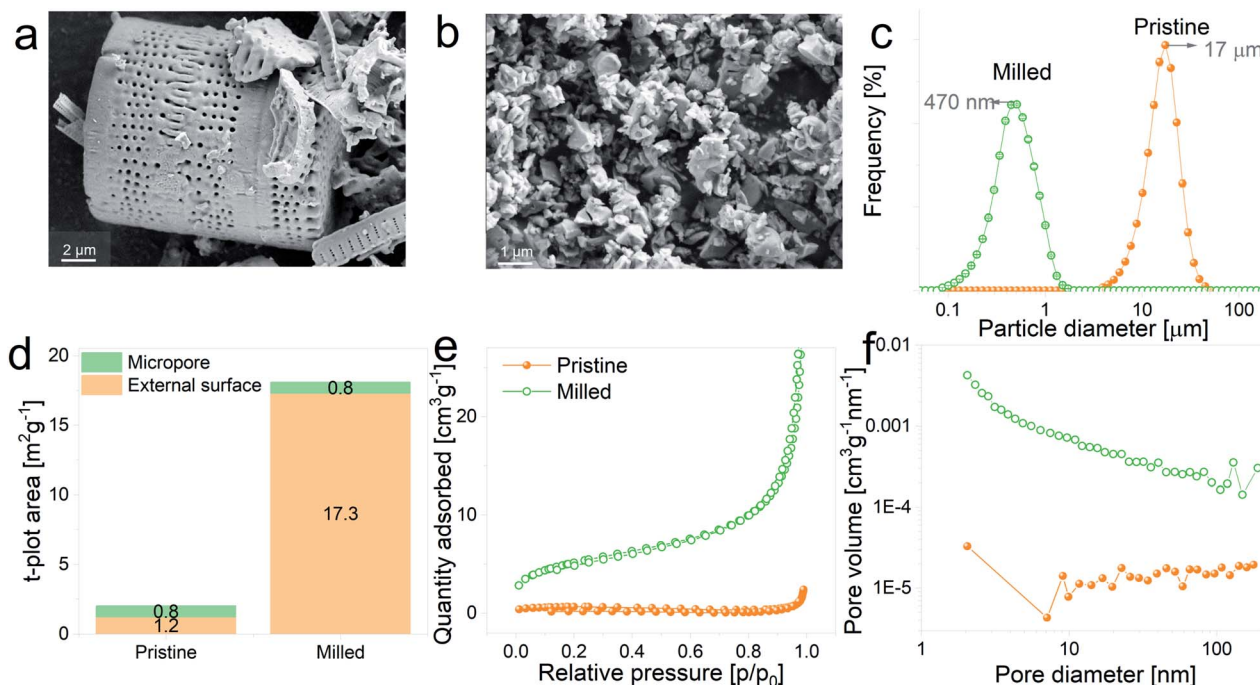 a
2 μm
b
1 μm
c
Frequency [%]
Milled
470 nm
Pristine
17 μm
0.1
1
10
100
Particle diameter [μm]
d
t-plot area [m²g⁻¹]
20
15
10
5
0
Micropore
External surface
0.8
1.2
0.8
17.3
Pristine
Milled
e
Quantity adsorbed [cm³g⁻¹]
20
10
0
Pristine
Milled
0.0
0.2
0.4
0.6
0.8
1.0
Relative pressure [p/p₀]
f
Pore volume [cm³g⁻¹nm⁻¹]
0.01
0.001
1E-4
1E-5
1
10
100
Pore diameter [nm]